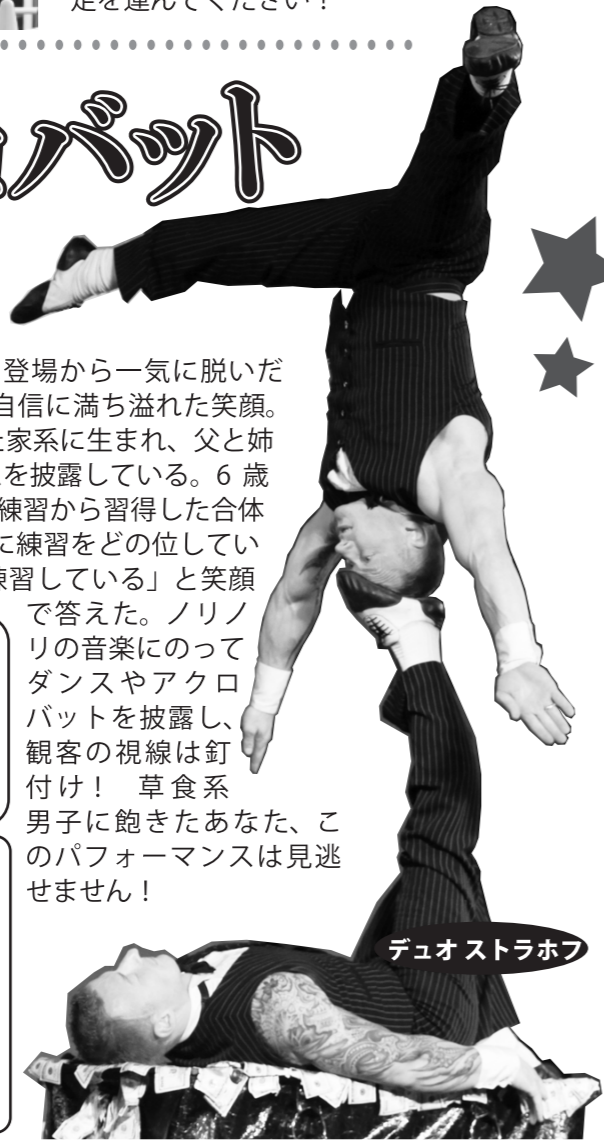 足を運んでください！
ロバット
登場から一気に脱いだ
自信に満ち溢れた笑顔。
家系に生まれ、父と姉
を披露している。6 歳
練習から習得した合体
に練習をどの位してい
練習している」と笑顔
で答えた。ノリノ
リの音楽にのって
ダンスやアクロ
バットを披露し、
観客の視線は釘
付け！　草食系
男子に飽きたあなた、こ
のパフォーマンスは見逃
せません！
デュオ ストラホフ